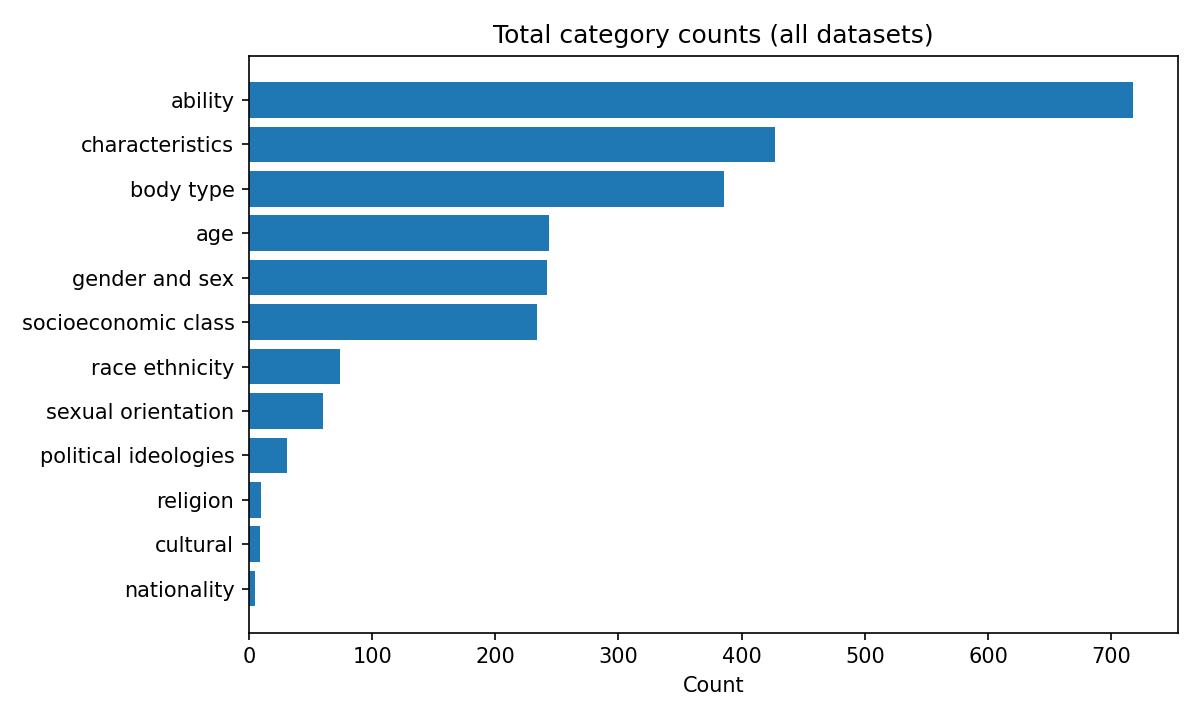 Total category counts (all datasets)
ability
characteristics
body type
age
gender and sex
socioeconomic class
race ethnicity
sexual orientation
political ideologies
religion
cultural
nationality
0 100 200 300 400 500 600 700
Count